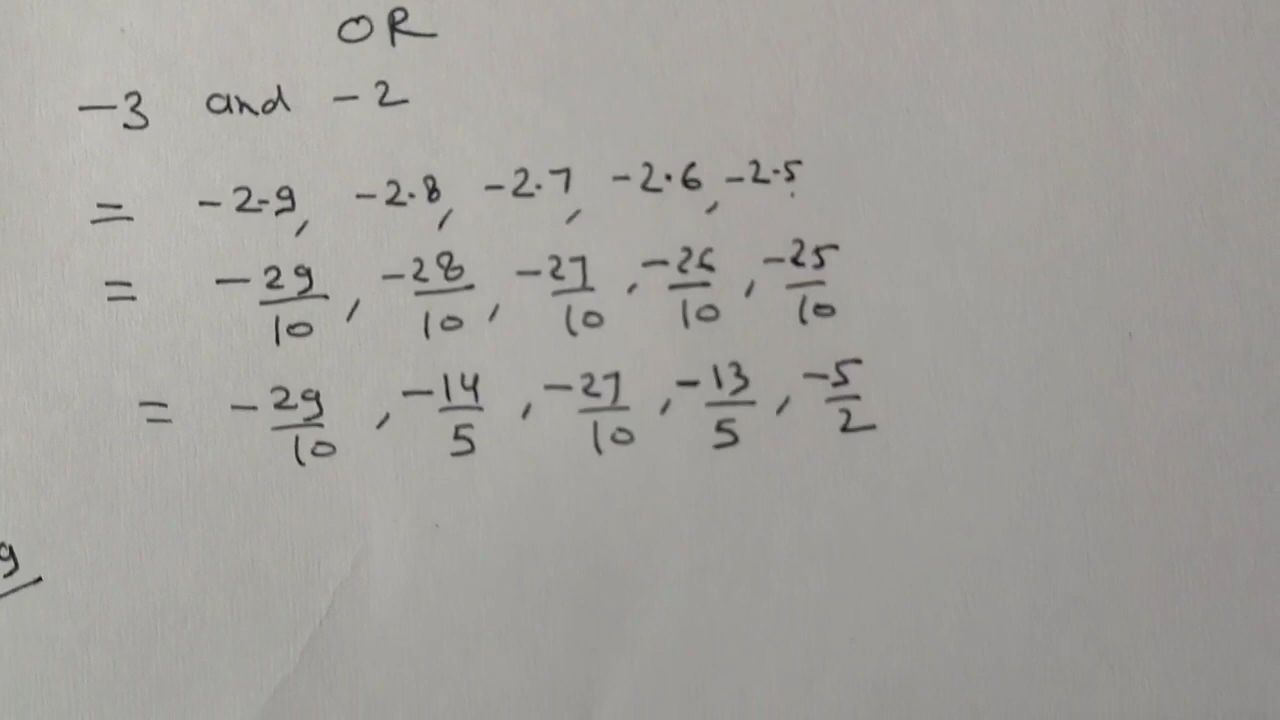 OR
-3 and -2
= -2.9, -2.8, -2.7, -2.6, -2.5
= -29/10, -28/10, -27/10, -26/10, -25/10
= -29/10, -14/5, -27/10, -13/5, -5/2
9